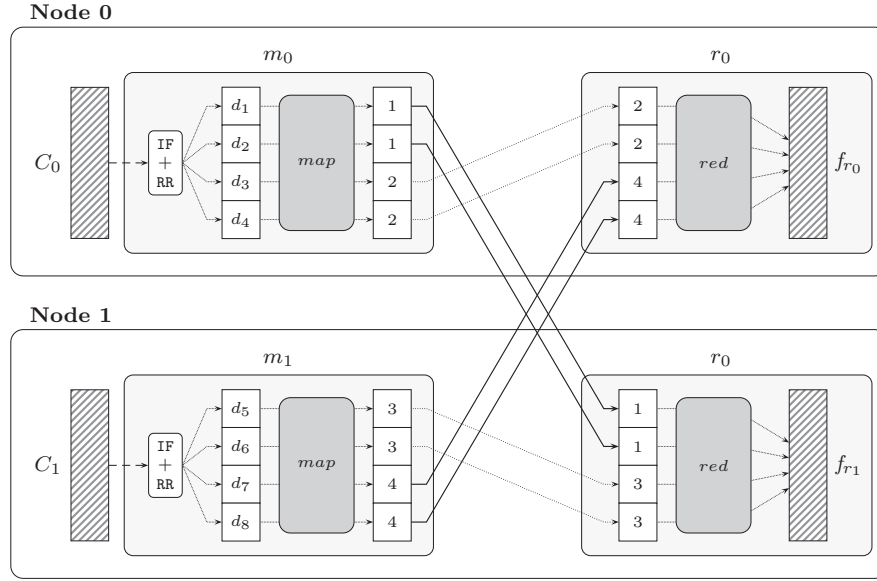 Node 0
m0 r0
C0 IF + RR
d1 1 2
d2 1 2
d3 2 4
d4 2 4
map red
fr0
Node 1
m1 r0
C1 IF + RR
d5 3 1
d6 3 1
d7 4 3
d8 4 3
map red
fr1